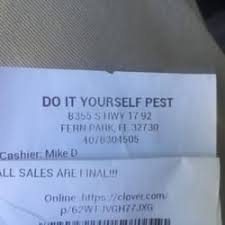 DO IT YOURSELF PEST
8355 S HWY 17 92
FERN PARK, FL 32730
4078304505
Cashier: Mike D
ALL SALES ARE FINAL!!!
Online: https://clover.com/
p/62WTJVGH77JXG